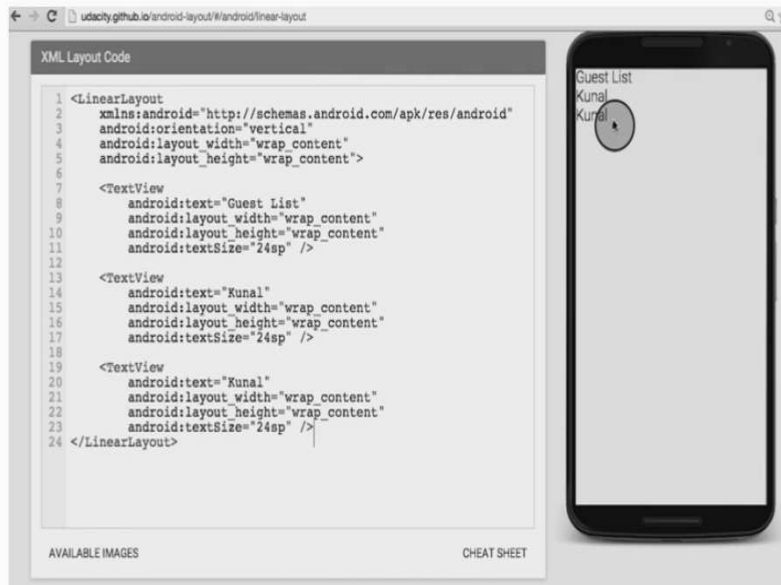 udacity.github.io/android-layout/#/android/linear-layout
XML Layout Code
1 <LinearLayout
2 xmlns:android="http://schemas.android.com/apk/res/android"
3 android:orientation="vertical"
4 android:layout_width="wrap_content"
5 android:layout_height="wrap_content">
6
7 <TextView
8 android:text="Guest List"
9 android:layout_width="wrap_content"
10 android:layout_height="wrap_content"
11 android:textSize="24sp" />
12
13 <TextView
14 android:text="Kunal"
15 android:layout_width="wrap_content"
16 android:layout_height="wrap_content"
17 android:textSize="24sp" />
18
19 <TextView
20 android:text="Kunal"
21 android:layout_width="wrap_content"
22 android:layout_height="wrap_content"
23 android:textSize="24sp" />
24 </LinearLayout>
AVAILABLE IMAGES
CHEAT SHEET
Guest List
Kunal
Kunal